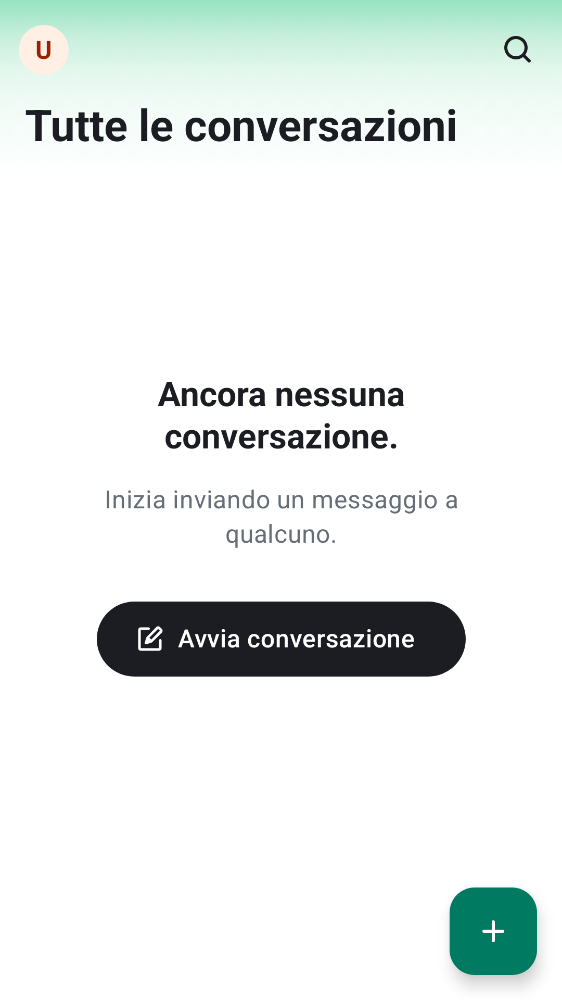 U
Tutte le conversazioni
Ancora nessuna
conversazione.
Inizia inviando un messaggio a
qualcuno.
Avvia conversazione